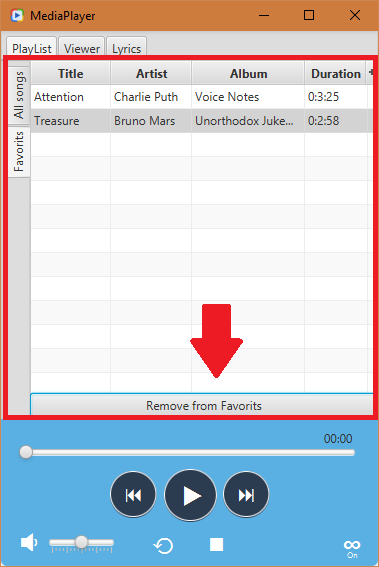 MediaPlayer
PlayList Viewer Lyrics
All songs
Favorits
Title Artist Album Duration +
Attention Charlie Puth Voice Notes 0:3:25
Treasure Bruno Mars Unorthodox Juke... 0:2:58
Remove from Favorits
00:00
On